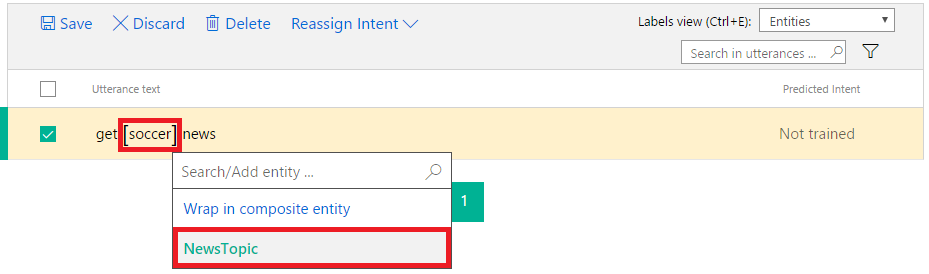 Save Discard Delete Reassign Intent Labels view (Ctrl+E): Entities
Search in utterances ...
Utterance text Predicted Intent
get [soccer] news Not trained
Search/Add entity ...
Wrap in composite entity
1
NewsTopic